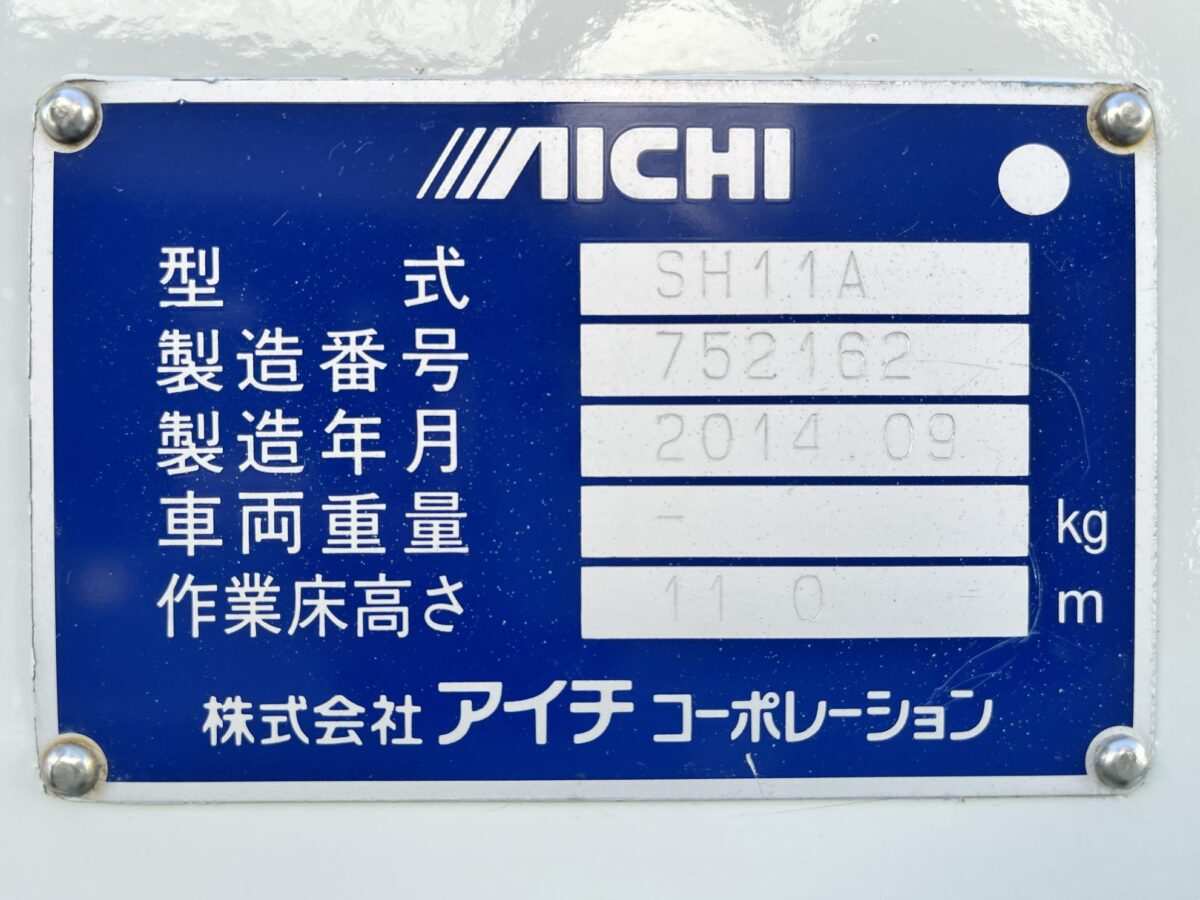 AICHI
型式 SH11A
製造番号 752162
製造年月 2014 09
車両重量 - kg
作業床高さ 11 0 m
株式会社アイチコーポレーション